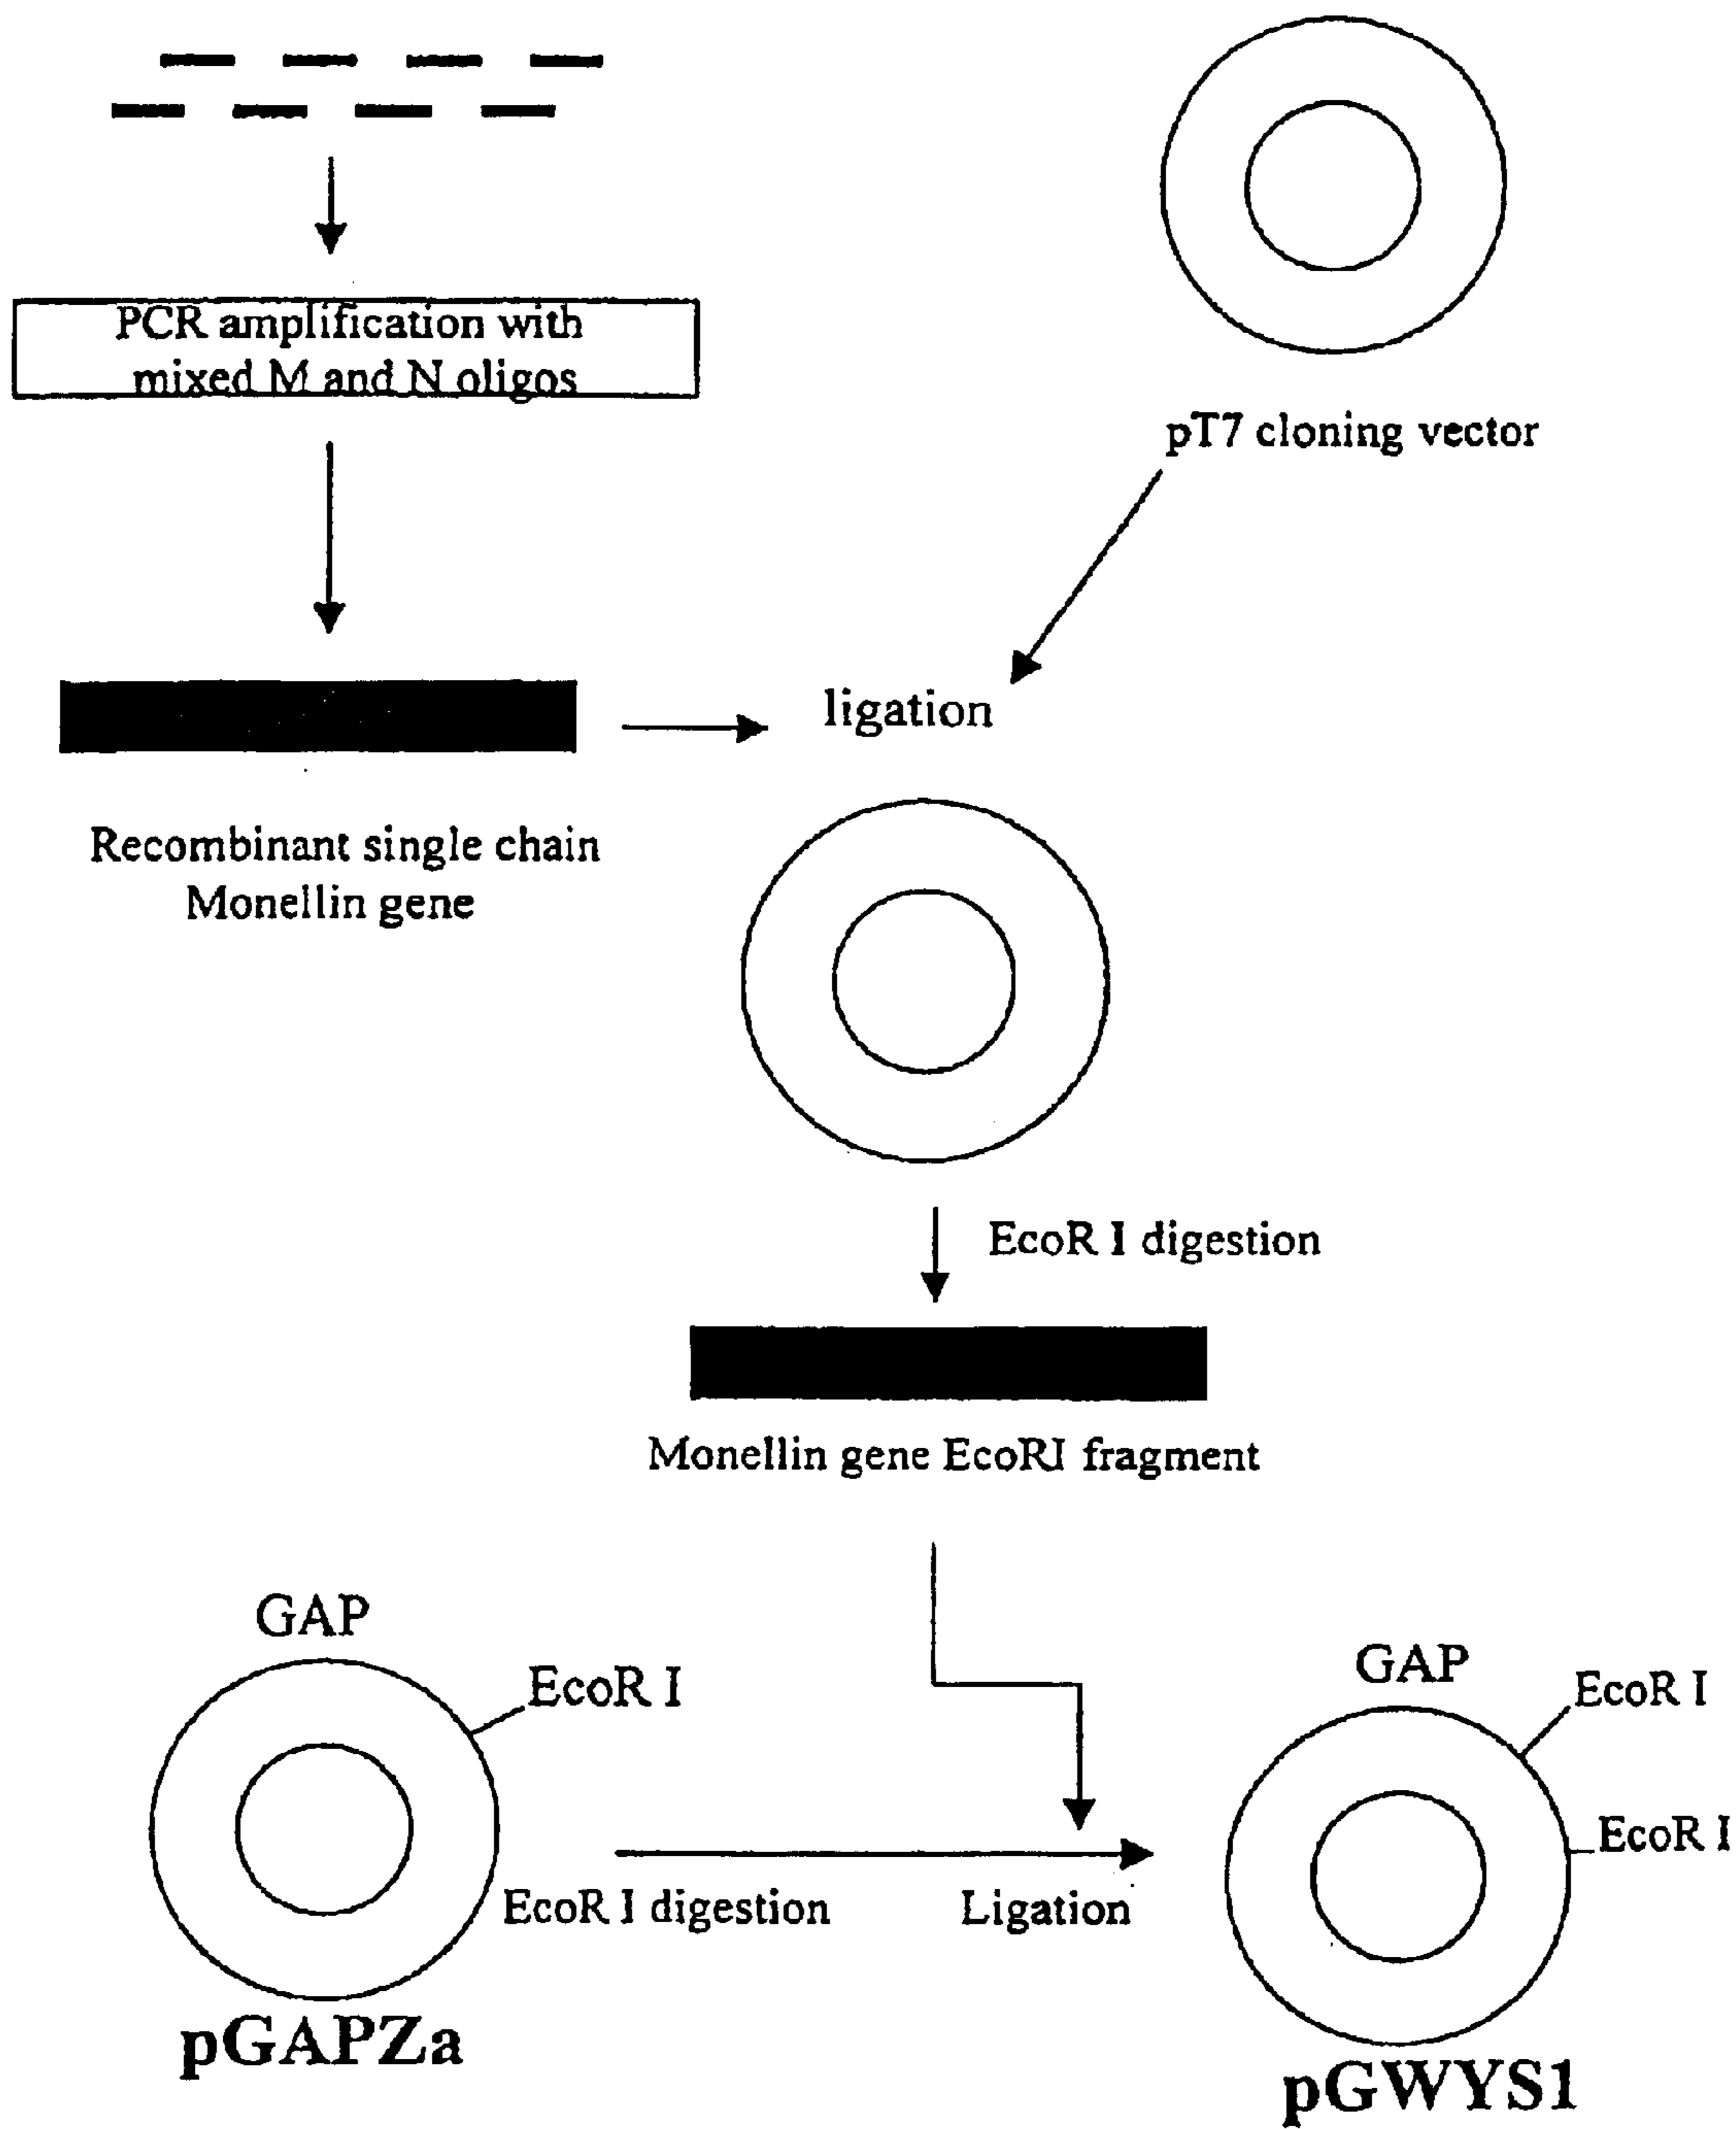 PCR amplification with
mixed M and N oligos
pT7 cloning vector
ligation
Recombinant single chain
Monellin gene
EcoR I digestion
Monellin gene EcoRI fragment
GAP
EcoR I
GAP
EcoR I
EcoR I
EcoR I digestion
Ligation
pGAPZa
pGWYS1